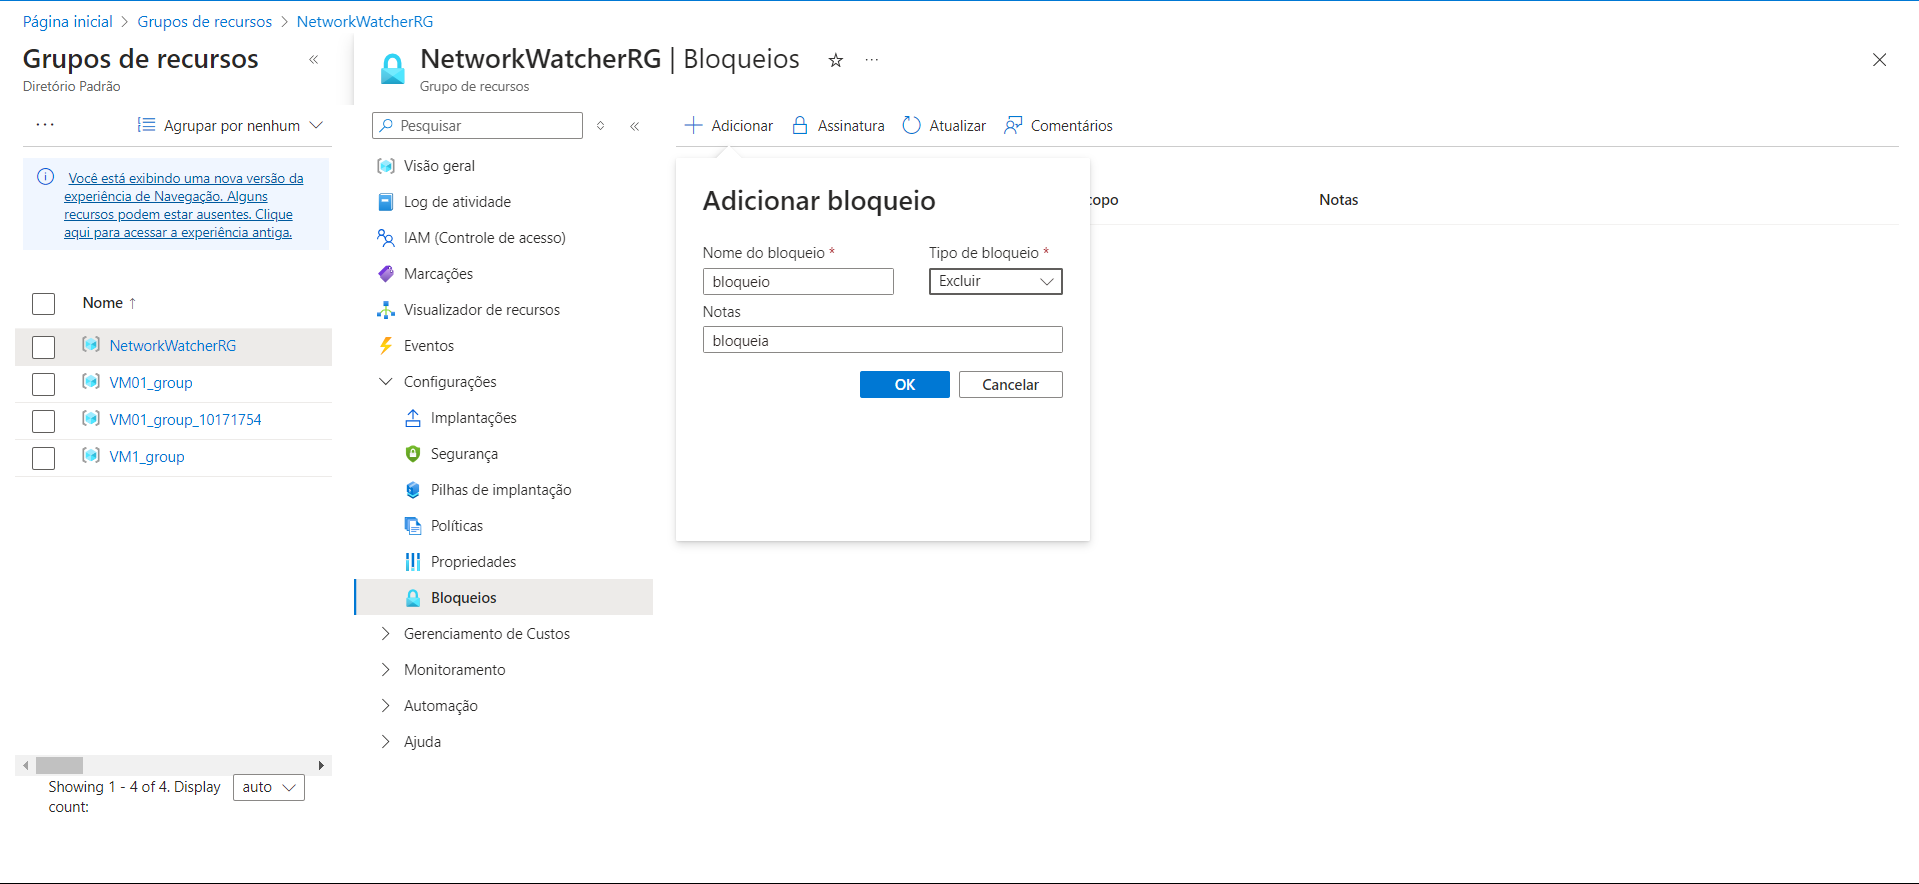 Página inicial > Grupos de recursos > NetworkWatcherRG
Grupos de recursos
Diretório Padrão
Agrupar por nenhum
Você está exibindo uma nova versão da
experiência de Navegação. Alguns
recursos podem estar ausentes. Clique
aqui para acessar a experiência antiga.
Nome ↑
NetworkWatcherRG
VM01_group
VM01_group_10171754
VM1_group
Showing 1 - 4 of 4. Display
count:
auto
NetworkWatcherRG | Bloqueios
Grupo de recursos
Pesquisar
Visão geral
Log de atividade
IAM (Controle de acesso)
Marcações
Visualizador de recursos
Eventos
Configurações
Implantações
Segurança
Pilhas de implantação
Políticas
Propriedades
Bloqueios
Gerenciamento de Custos
Monitoramento
Automação
Ajuda
Adicionar Assinatura Atualizar Comentários
Notas
Adicionar bloqueio
Nome do bloqueio *
Tipo de bloqueio *
bloqueio
Excluir
Notas
bloqueia
OK
Cancelar